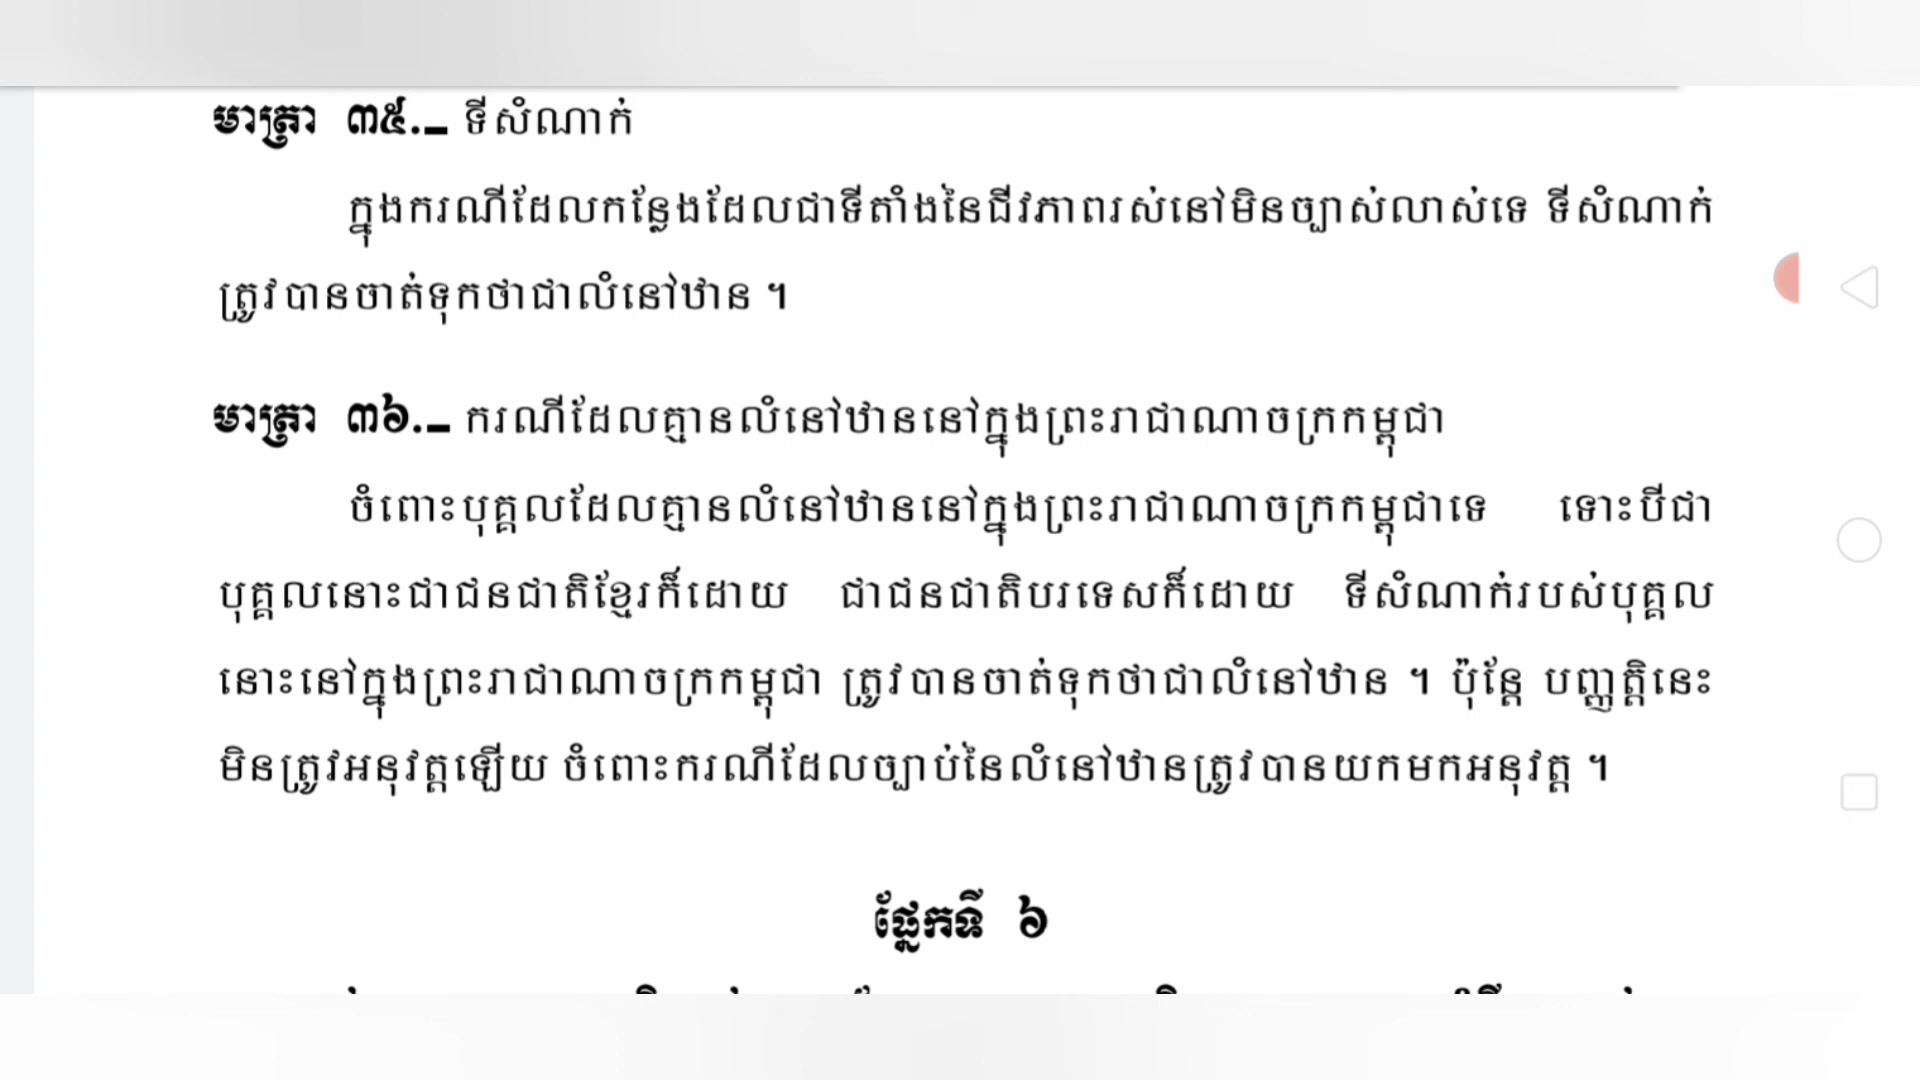 មាត្រា ៣៥._ ទីសំណាក់
ក្នុងករណីដែលកន្លែងដែលជាទីតាំងនៃជីវភាពរស់នៅមិនច្បាស់លាស់ទេ ទីសំណាក់
ត្រូវបានចាត់ទុកថាជាលំនៅឋាន ។
មាត្រា ៣៦._ ករណីដែលគ្មានលំនៅឋាននៅក្នុងព្រះរាជាណាចក្រកម្ពុជា
ចំពោះបុគ្គលដែលគ្មានលំនៅឋាននៅក្នុងព្រះរាជាណាចក្រកម្ពុជាទេ ទោះបីជា
បុគ្គលនោះជាជនជាតិខ្មែរក៏ដោយ ជាជនជាតិបរទេសក៏ដោយ ទីសំណាក់របស់បុគ្គល
នោះនៅក្នុងព្រះរាជាណាចក្រកម្ពុជា ត្រូវបានចាត់ទុកថាជាលំនៅឋាន ។ ប៉ុន្តែ បញ្ញត្តិនេះ
មិនត្រូវអនុវត្តឡើយ ចំពោះករណីដែលច្បាប់នៃលំនៅឋានត្រូវបានយកមកអនុវត្ត ។
ផ្នែកទី ៦